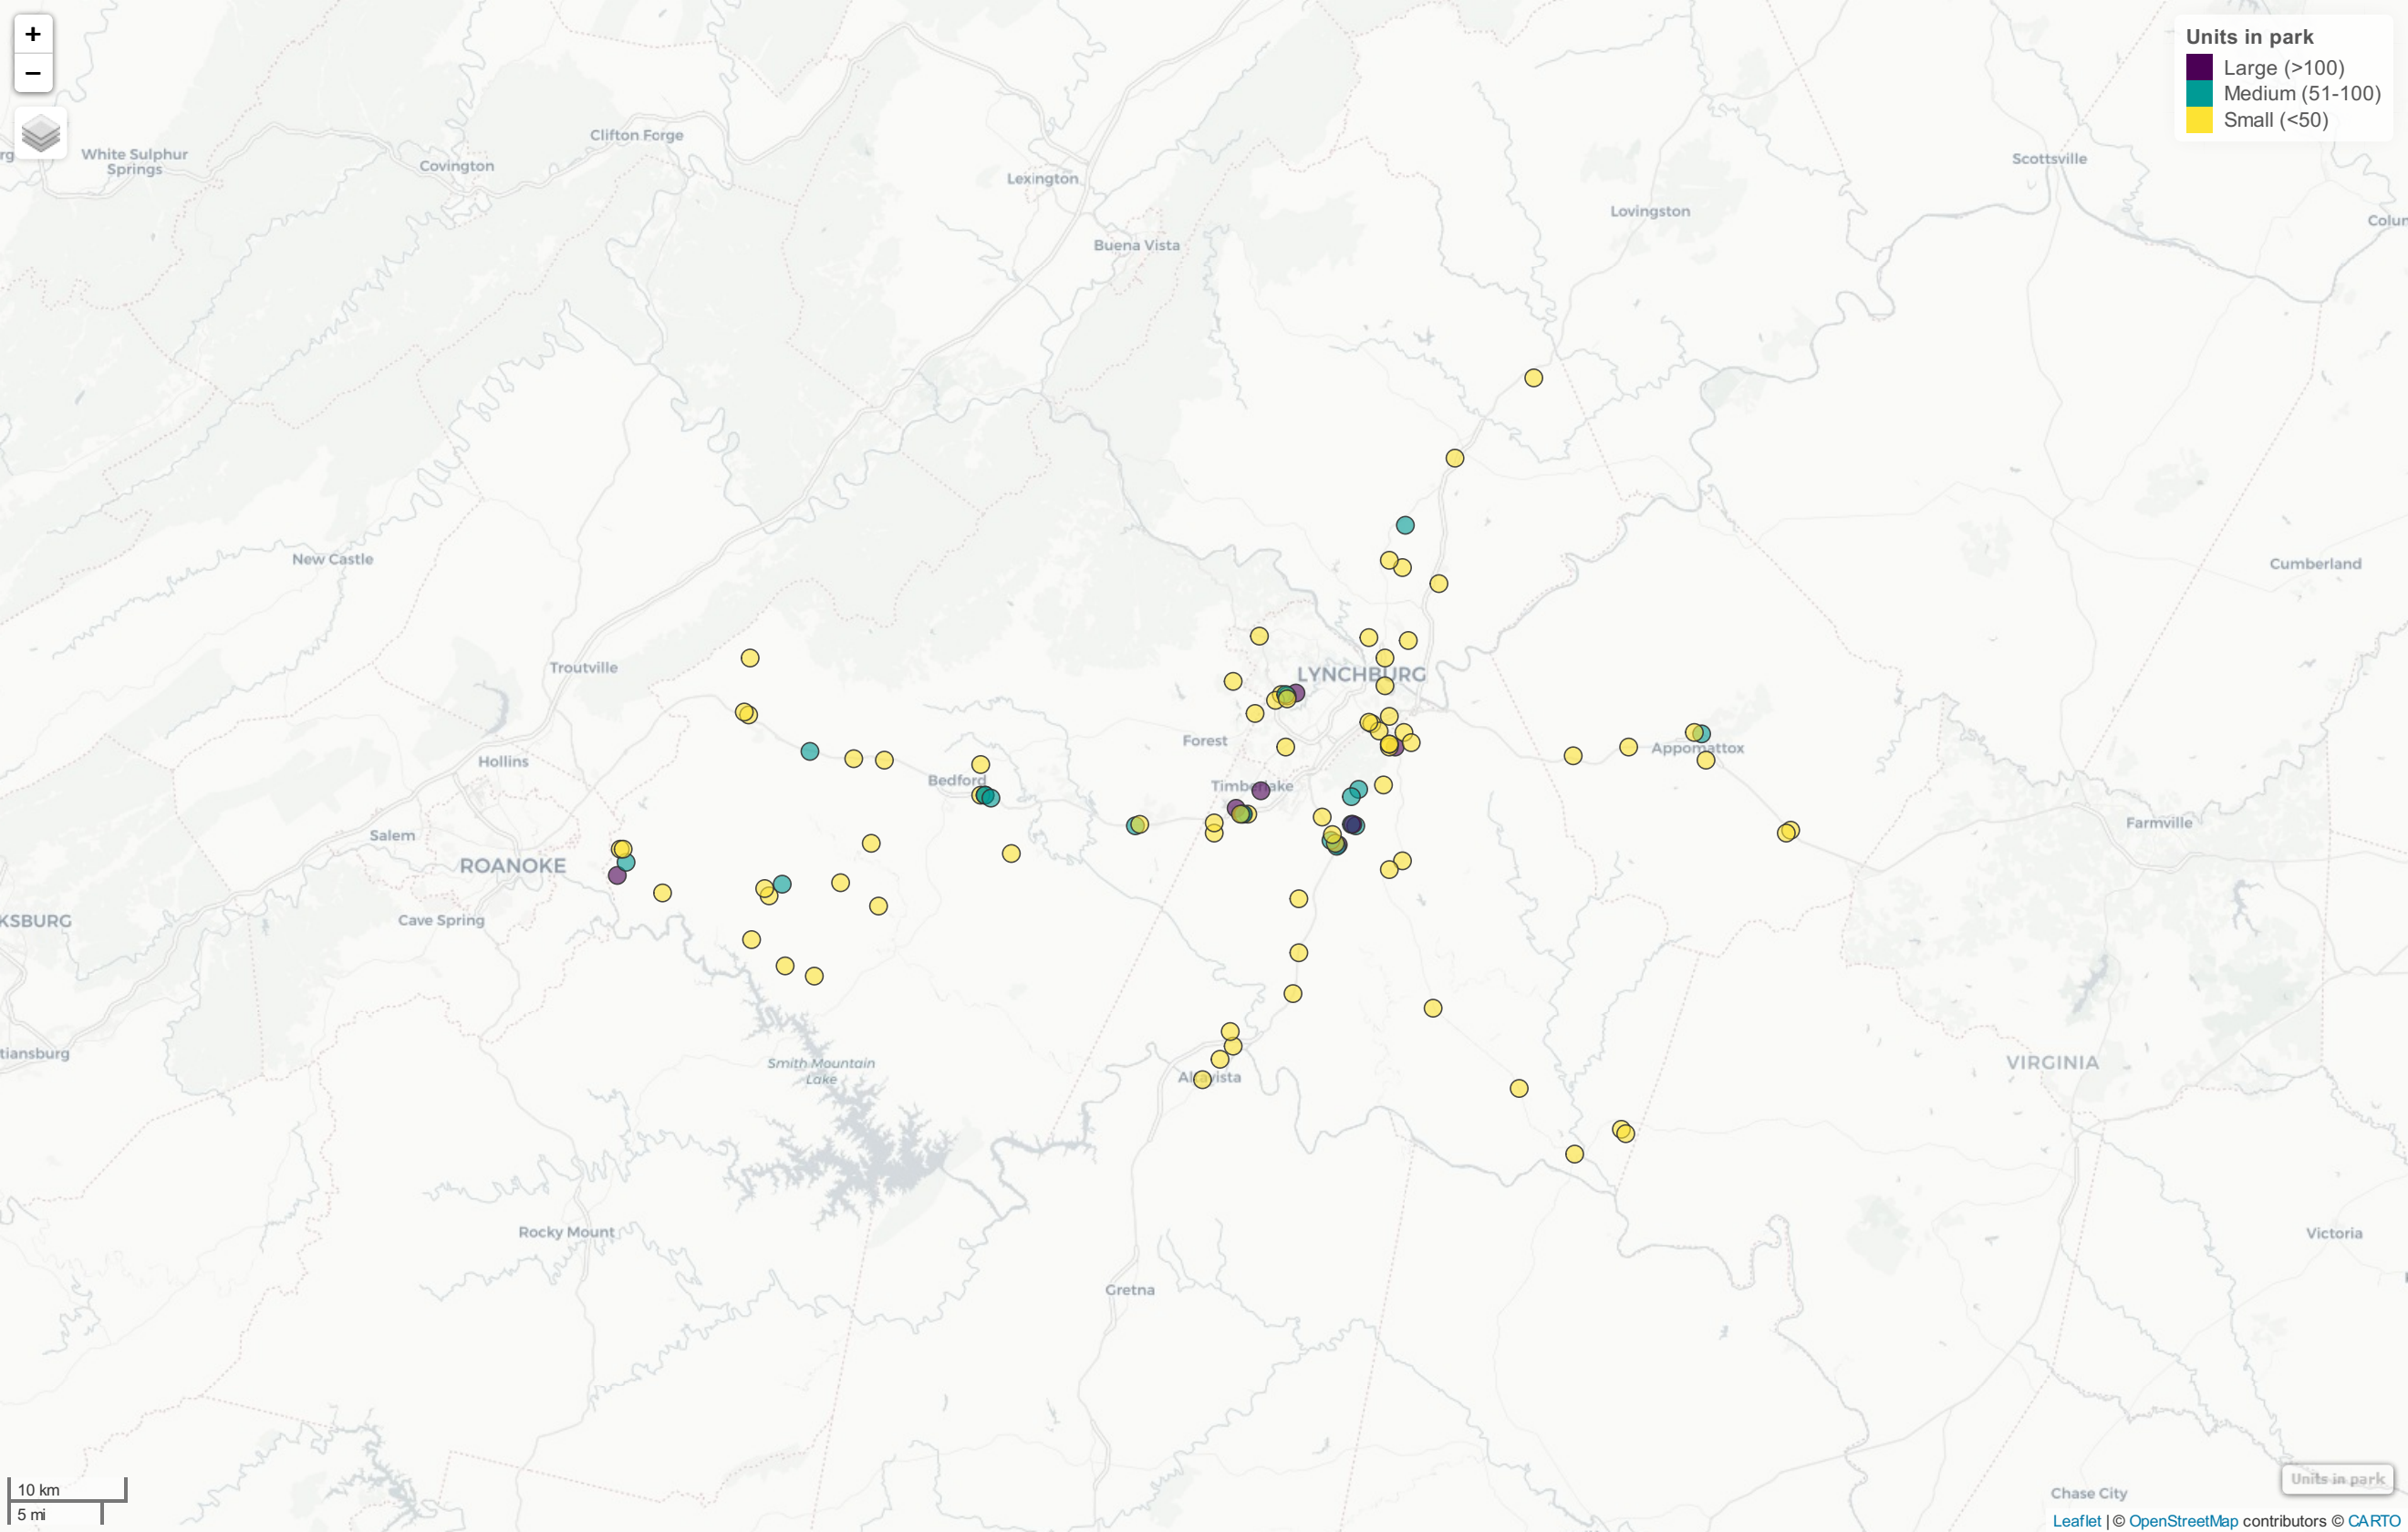 +
−
Units in park
Large (>100)
Medium (51-100)
Small (<50)
Clifton Forge
White Sulphur
Springs
Covington
Lexington
Scottsville
Lovingston
Buena Vista
New Castle
Cumberland
Troutville
LYNCHBURG
Forest
Appomattox
Hollins
Bedford
Timberlake
Farmville
Salem
ROANOKE
KSBURG
Cave Spring
tiansburg
Smith Mountain
Lake
Altavista
VIRGINIA
Rocky Mount
Victoria
Gretna
Chase City
10 km
5 mi
Units in park
Leaflet | © OpenStreetMap contributors © CARTO